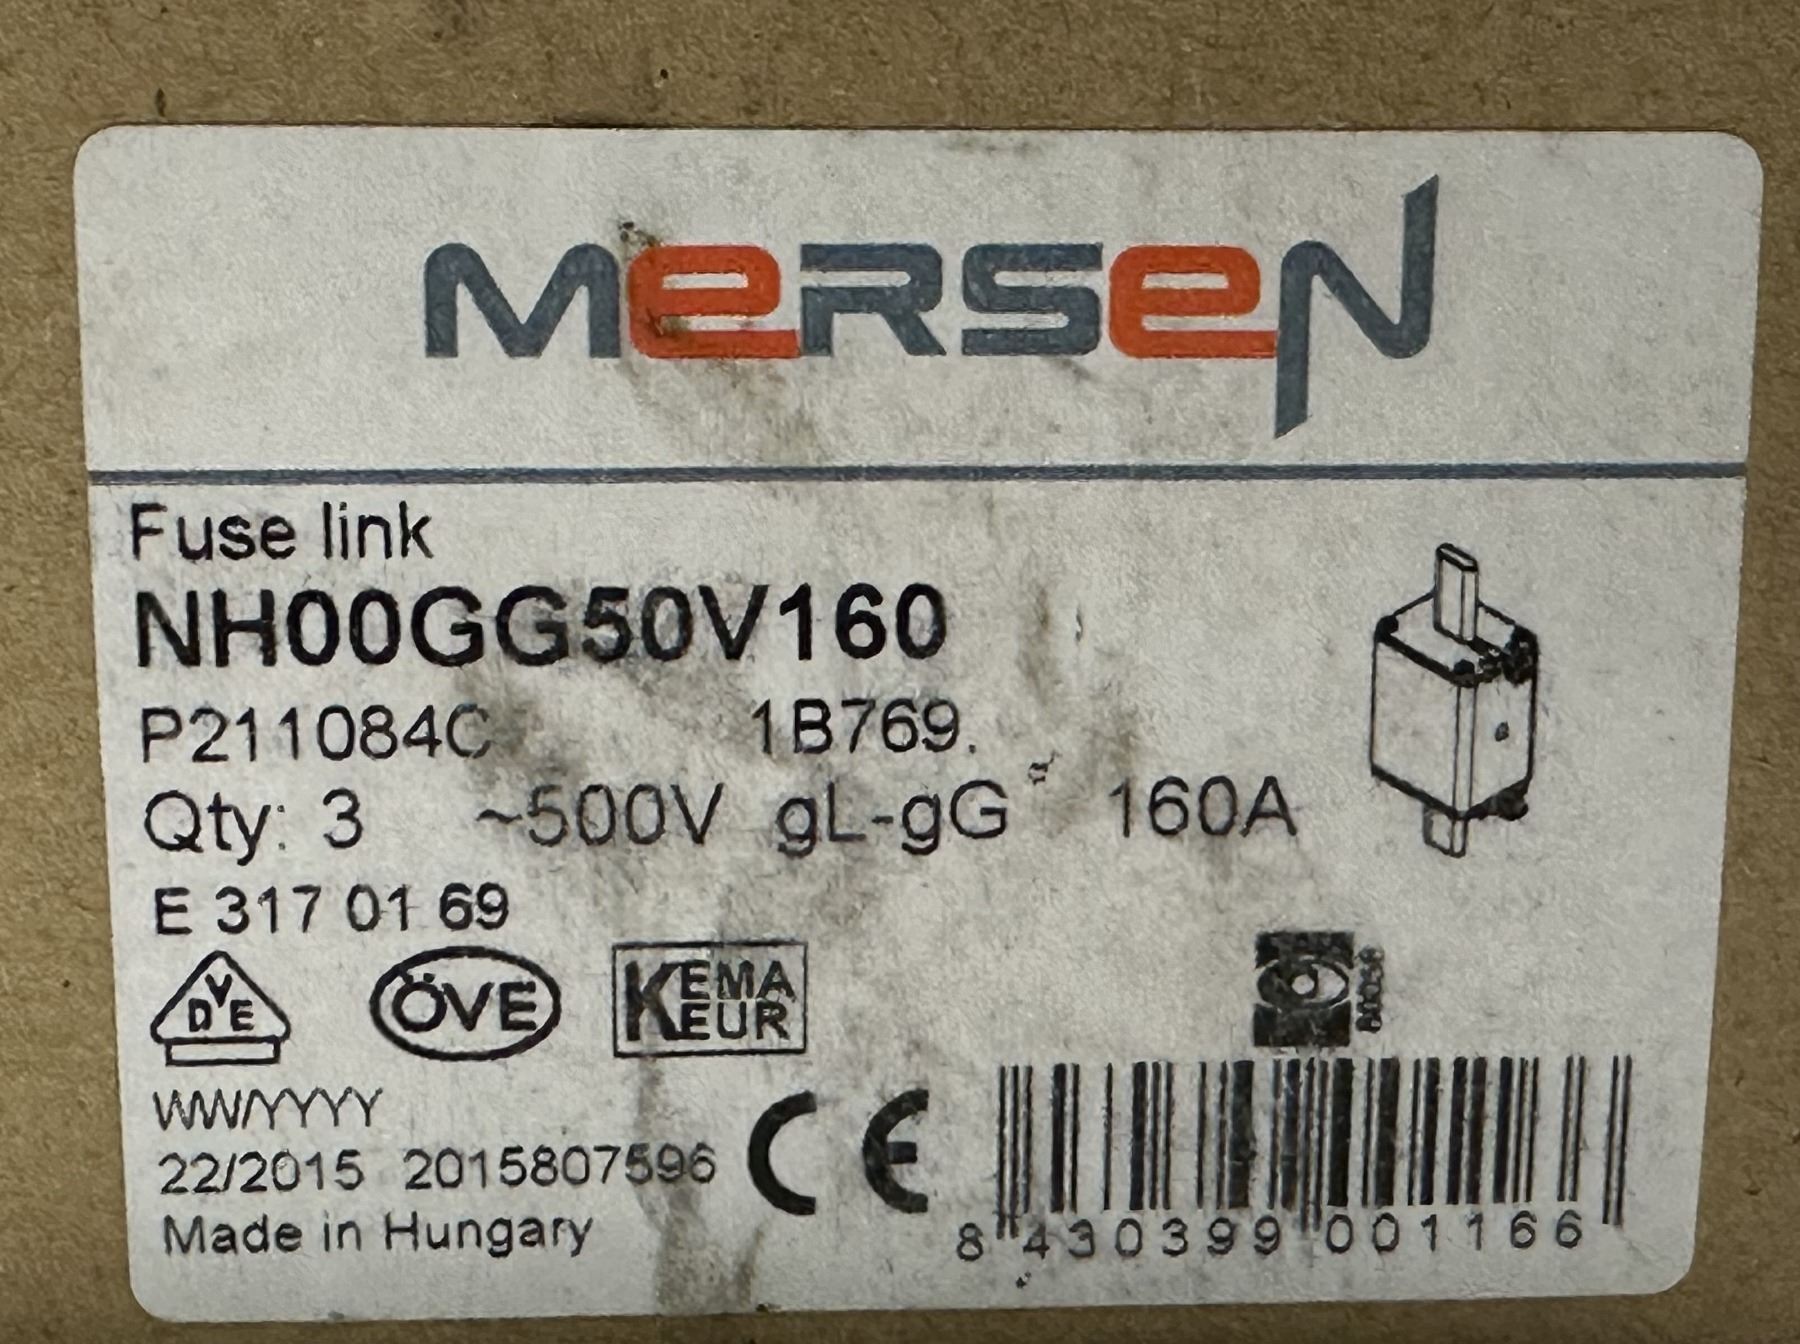 MERSEN
Fuse link
NH00GG50V160
P211084C 1B769.
Qty: 3 ~500V gL-gG 160A
E 317 01 69
VDE ÖVE KEMA KEUR
WW/YYYY
22/2015 2015807596 CE
Made in Hungary
8 430399 001166